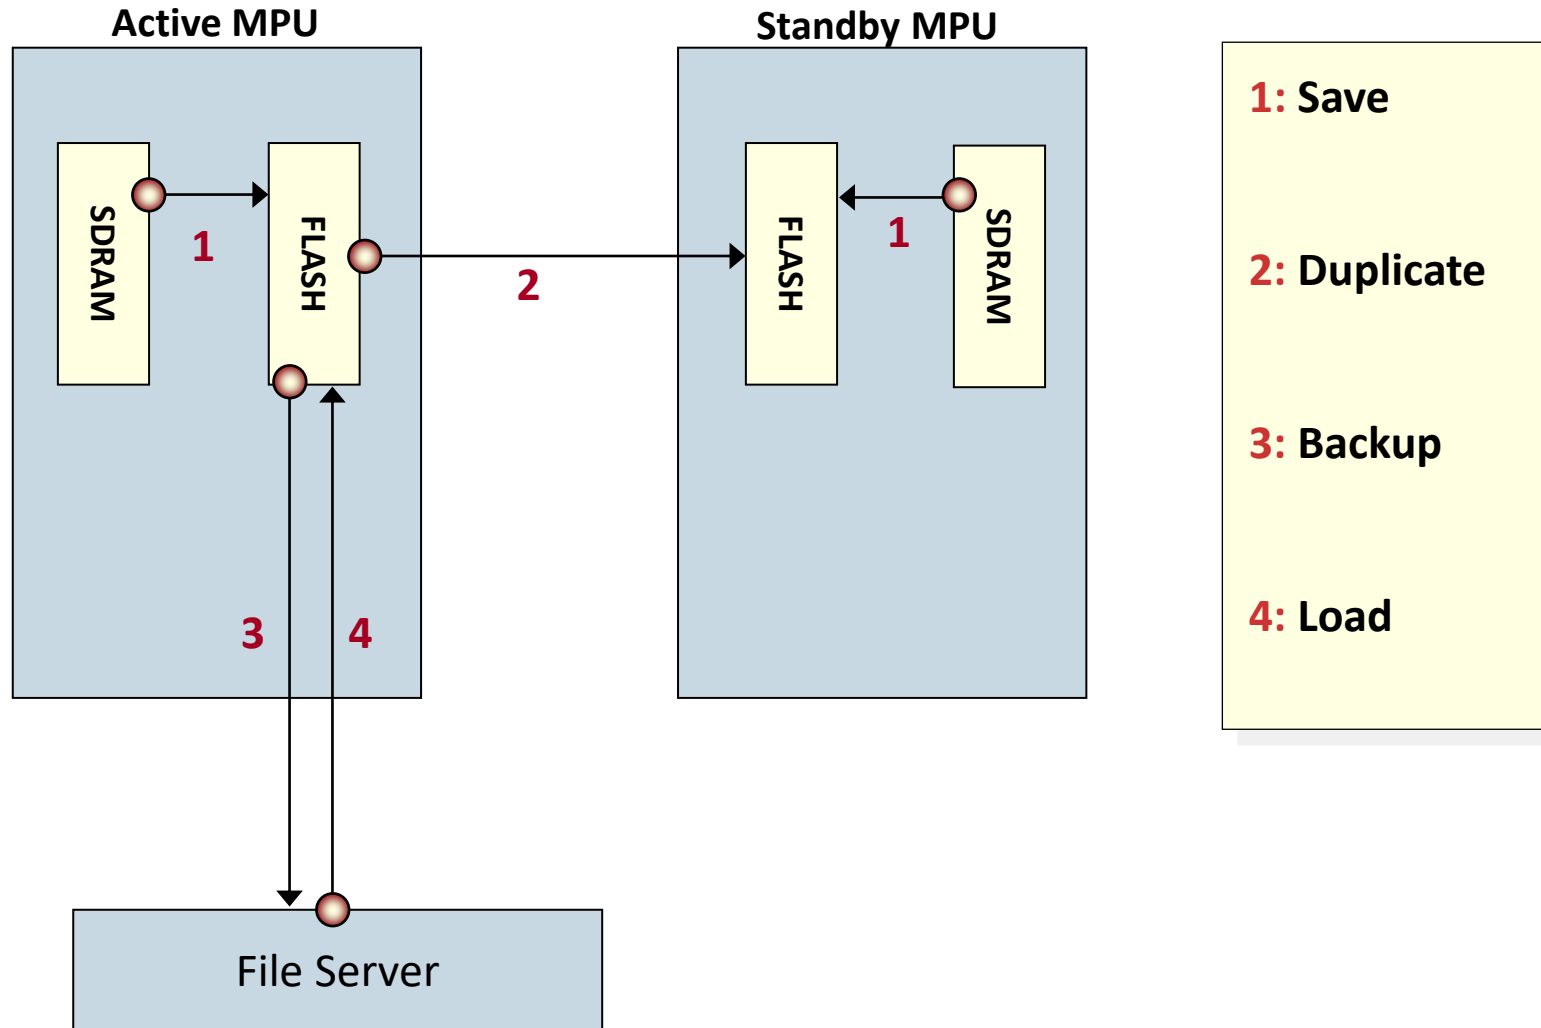 Active MPU
Standby MPU
SDRAM
1
FLASH
2
FLASH
1
SDRAM
3
4
File Server
1: Save
2: Duplicate
3: Backup
4: Load